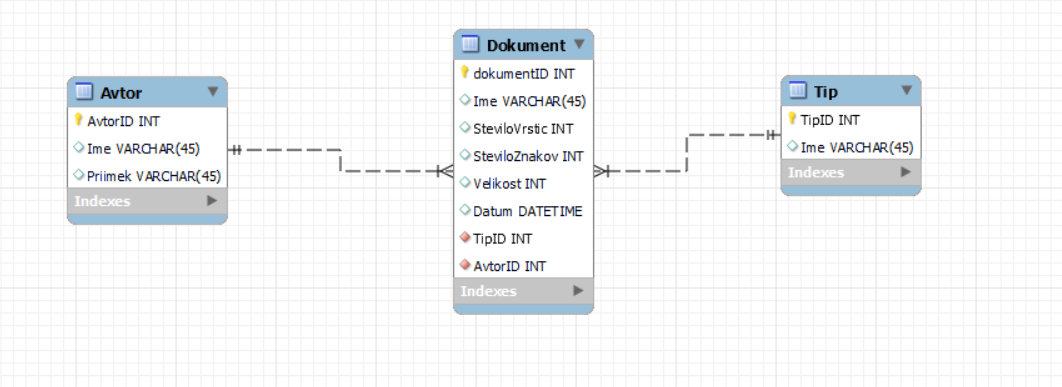 Avtor
AvtorID INT
Ime VARCHAR(45)
Priimek VARCHAR(45)
Indexes
Dokument
dokumentID INT
Ime VARCHAR(45)
SteviloVrstic INT
SteviloZnakov INT
Velikost INT
Datum DATETIME
TipID INT
AvtorID INT
Indexes
Tip
TipID INT
Ime VARCHAR(45)
Indexes